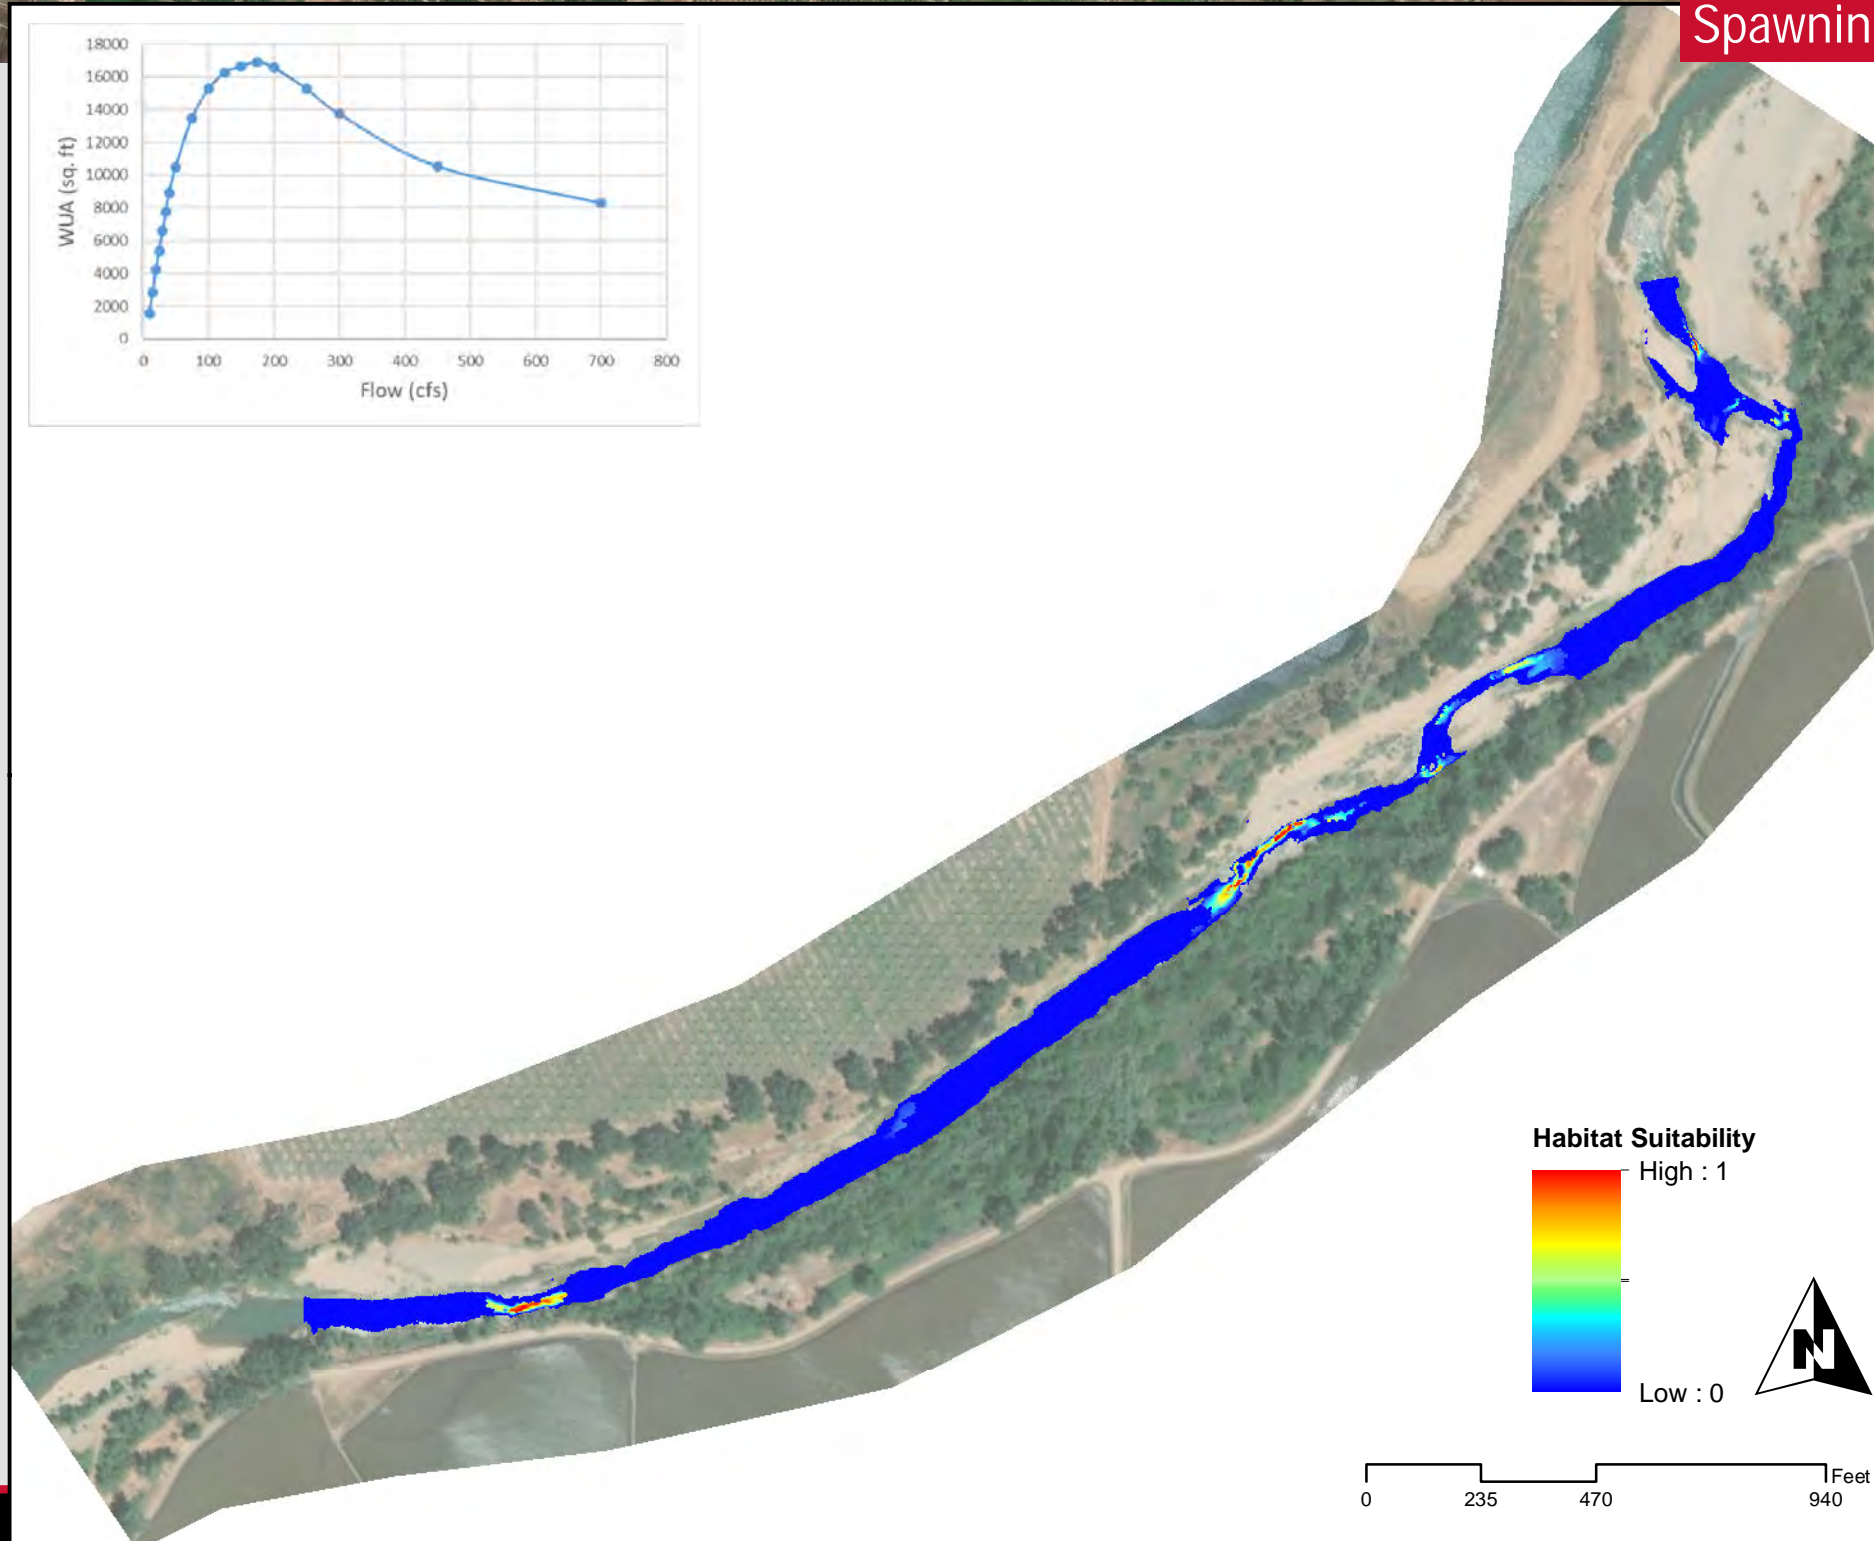 Spawnin
18000
16000
14000
12000
10000
8000
6000
4000
2000
0
WUA (sq. ft)
0 100 200 300 400 500 600 700 800
Flow (cfs)
Habitat Suitability
High : 1
Low : 0
N
Feet
0 235 470 940